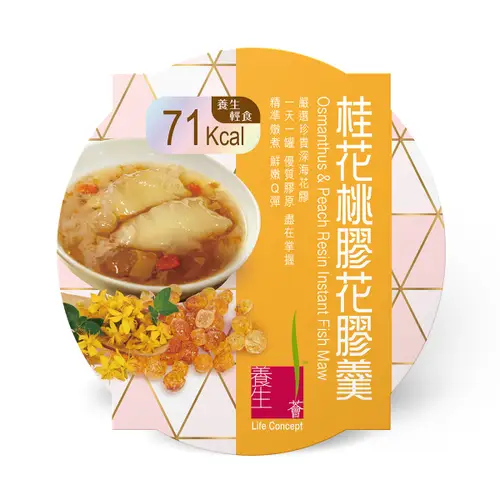 養生
輕食
71Kcal
桂花桃膠花膠羹
Osmanthus & Peach Resin Instant Fish Maw
嚴選珍貴深海花膠
一天一罐 優質膠原 盡在掌握
精準燉煮 鮮嫩Q彈
養生薈
Life Concept